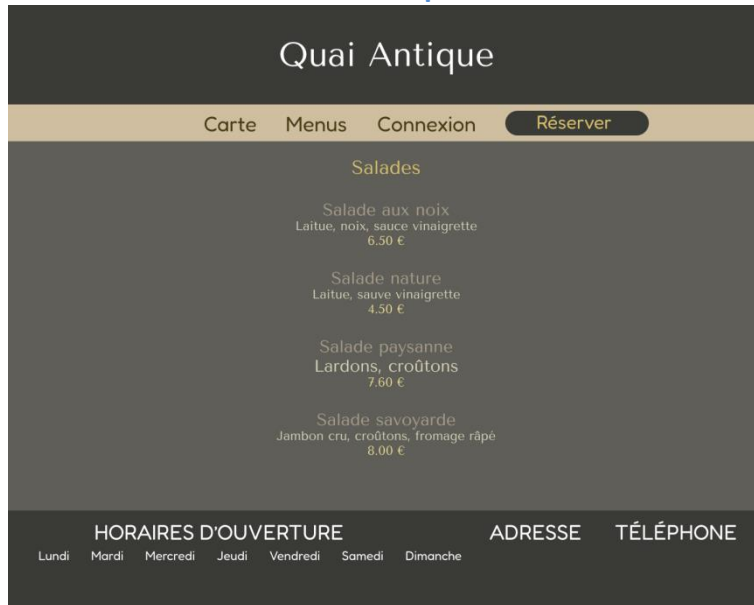 Quai Antique
Carte Menus Connexion Réserver
Salades
Salade aux noix
Laitue, noix, sauce vinaigrette
6.50 €
Salade nature
Laitue, sauve vinaigrette
4.50 €
Salade paysanne
Lardons, croûtons
7.60 €
Salade savoyarde
Jambon cru, croûtons, fromage râpé
8.00 €
HORAIRES D'OUVERTURE ADRESSE TÉLÉPHONE
Lundi Mardi Mercredi Jeudi Vendredi Samedi Dimanche